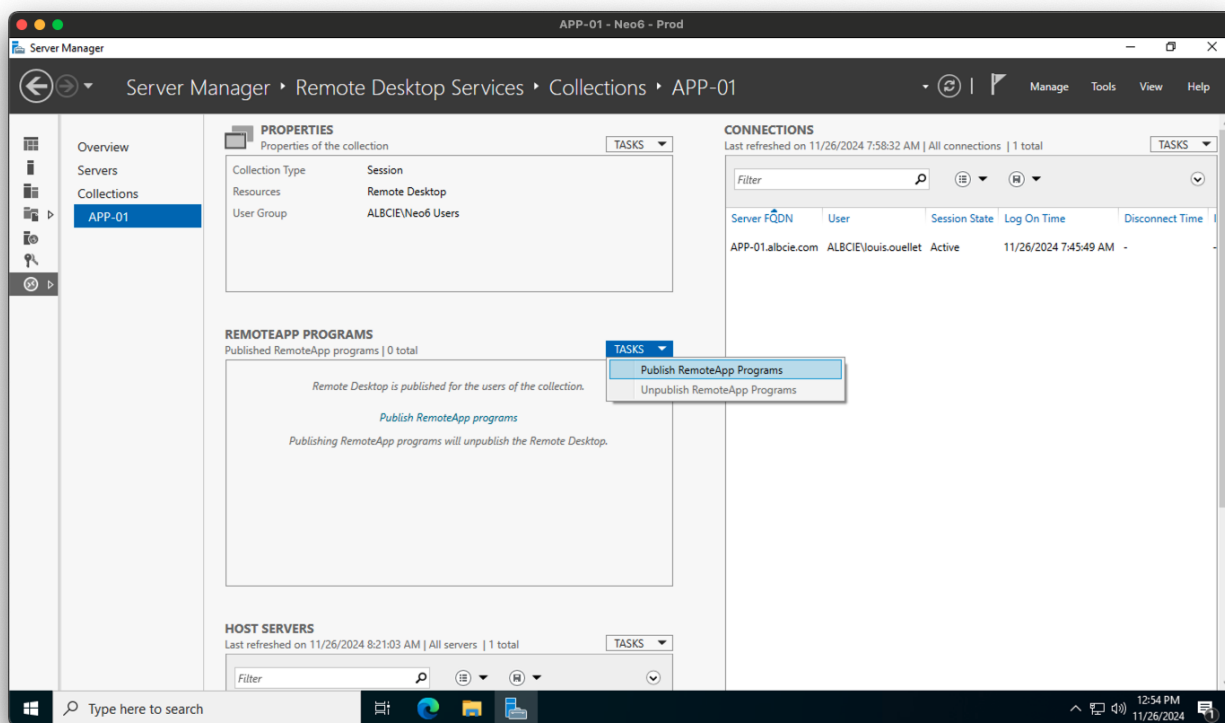 APP-01 - Neo6 - Prod
Server Manager
Server Manager ‣ Remote Desktop Services ‣ Collections ‣ APP-01
Manage
Tools
View
Help
Overview
Servers
Collections
APP-01
PROPERTIES
Properties of the collection
TASKS
Collection Type Session
Resources Remote Desktop
User Group ALBCIE\Neo6 Users
REMOTEAPP PROGRAMS
Published RemoteApp programs | 0 total
TASKS
Publish RemoteApp Programs
Unpublish RemoteApp Programs
Remote Desktop is published for the users of the collection.
Publish RemoteApp programs
Publishing RemoteApp programs will unpublish the Remote Desktop.
HOST SERVERS
Last refreshed on 11/26/2024 8:21:03 AM | All servers | 1 total
TASKS
Filter
CONNECTIONS
Last refreshed on 11/26/2024 7:58:32 AM | All connections | 1 total
TASKS
Filter
Server FQDN User Session State Log On Time Disconnect Time
APP-01.albcie.com ALBCIE\louis.ouellet Active 11/26/2024 7:45:49 AM - -
Type here to search
12:54 PM
11/26/2024
1